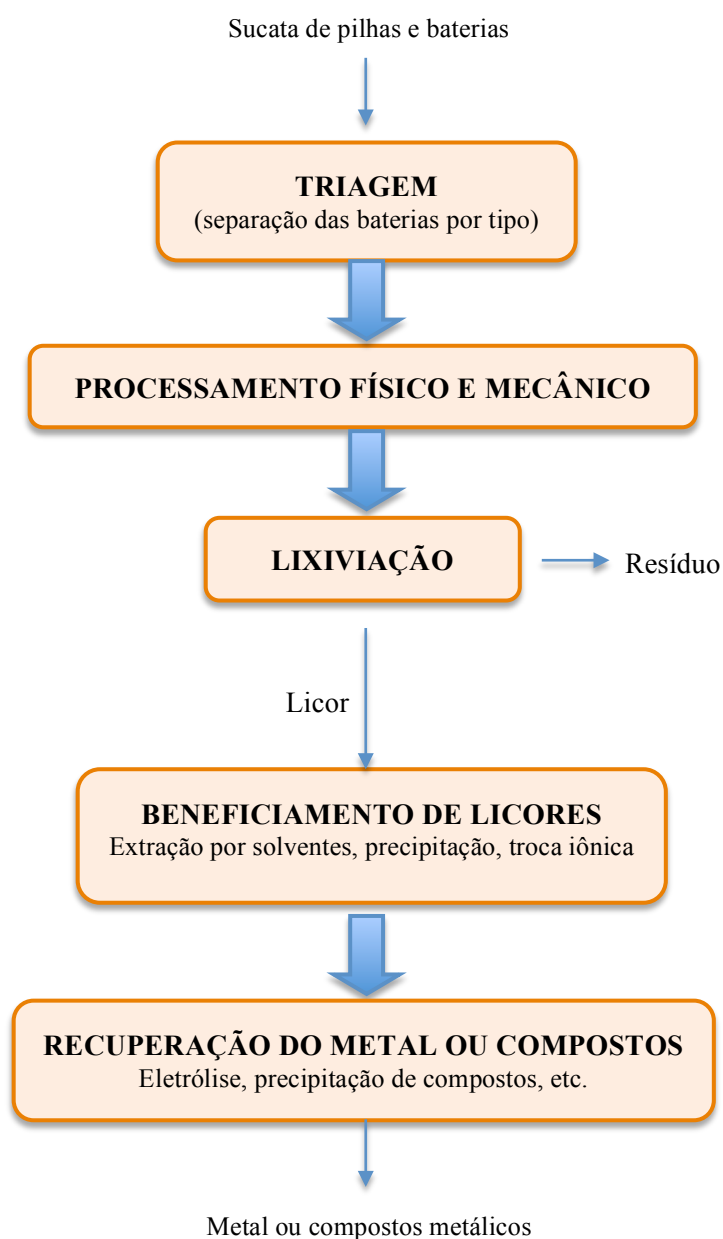 Sucata de pilhas e baterias
TRIAGEM
(separação das baterias por tipo)
PROCESSAMENTO FÍSICO E MECÂNICO
LIXIVIAÇÃO
Resíduo
Licor
BENEFICIAMENTO DE LICORES
Extração por solventes, precipitação, troca iônica
RECUPERAÇÃO DO METAL OU COMPOSTOS
Eletrólise, precipitação de compostos, etc.
Metal ou compostos metálicos